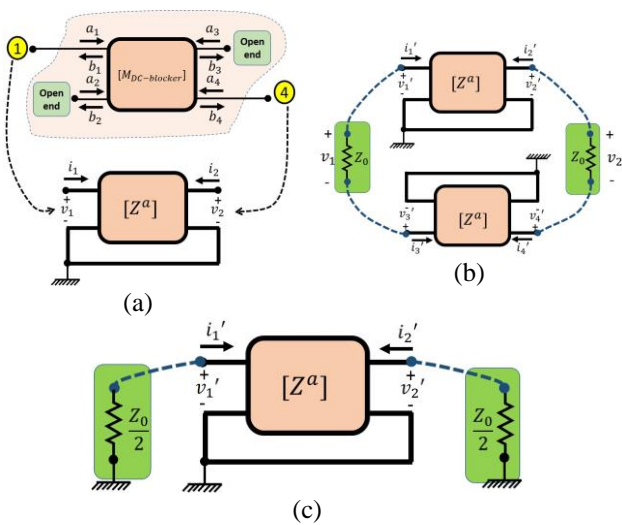 1
a₁
b₁
a₂
b₂
Open end
[M_DC-blocker]
a₃
b₃
a₄
b₄
Open end
4
i₁
i₂
+
v₁
-
[Zᵃ]
+
v₂
-
(a)
i₁'
i₂'
+
v₁'
-
[Zᵃ]
+
v₂'
-
+
v₁
-
Z₀
Z₀
+
v₂
-
-
v₃'
+
[Zᵃ]
-
v₄'
+
i₃'
i₄'
(b)
i₁'
i₂'
+
v₁'
-
[Zᵃ]
+
v₂'
-
Z₀
2
Z₀
2
(c)